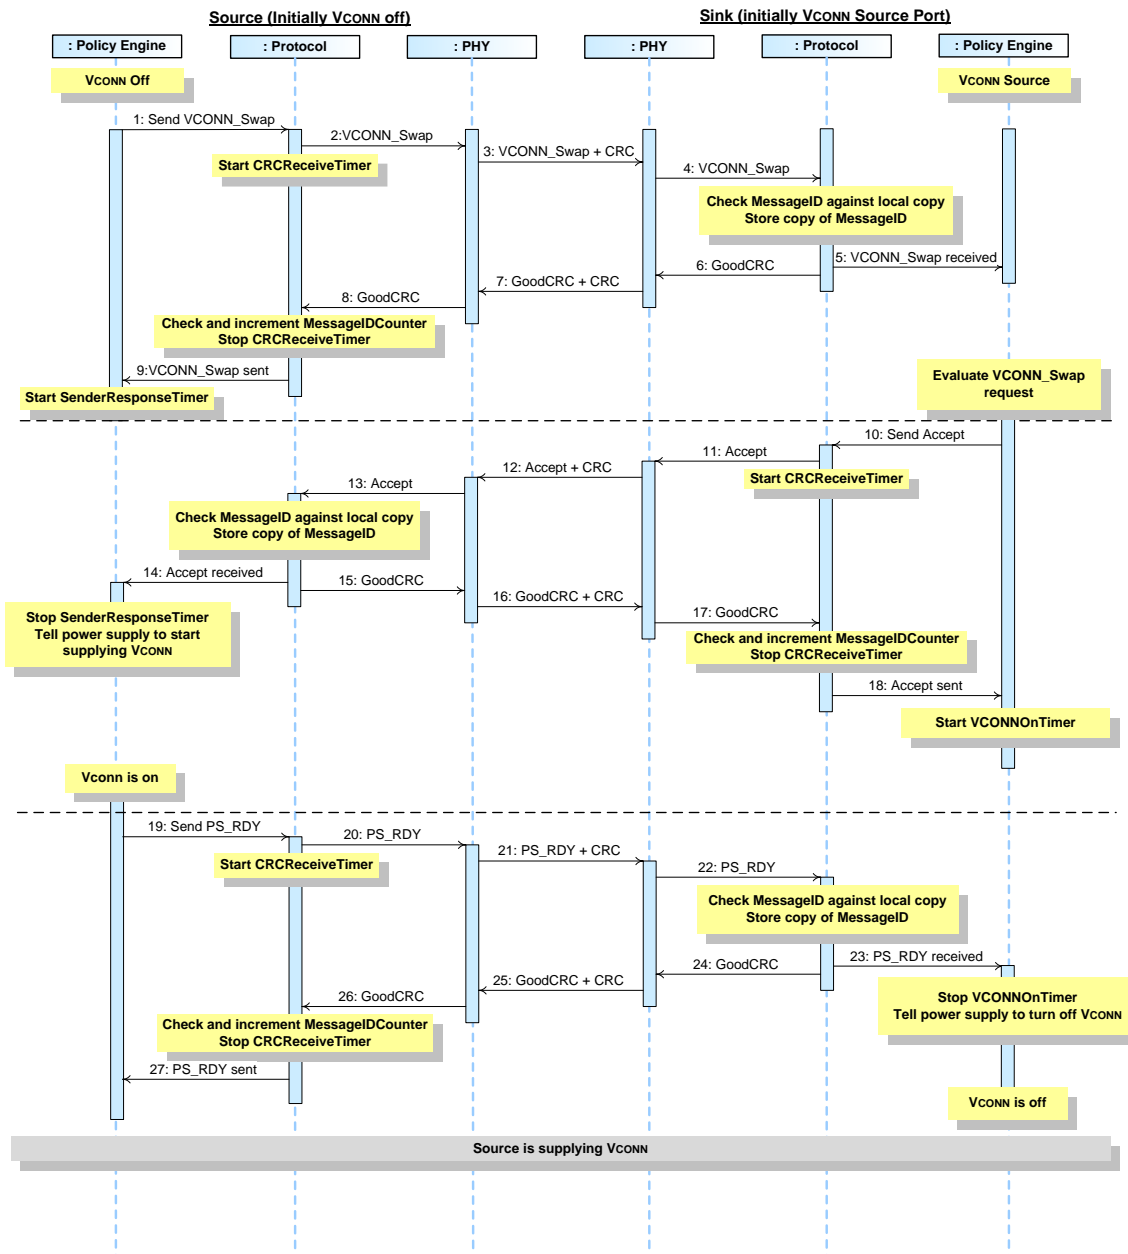 Source (Initially VCONN off)
Sink (initially VCONN Source Port)
: Policy Engine
: Protocol
: PHY
: PHY
: Protocol
: Policy Engine
VCONN Off
VCONN Source
1: Send VCONN_Swap
2:VCONN_Swap
Start CRCReceiveTimer
3: VCONN_Swap + CRC
4: VCONN_Swap
Check MessageID against local copy
Store copy of MessageID
5: VCONN_Swap received
6: GoodCRC
7: GoodCRC + CRC
8: GoodCRC
Check and increment MessageIDCounter
Stop CRCReceiveTimer
9:VCONN_Swap sent
Start SenderResponseTimer
Evaluate VCONN_Swap
request
10: Send Accept
11: Accept
Start CRCReceiveTimer
12: Accept + CRC
13: Accept
Check MessageID against local copy
Store copy of MessageID
14: Accept received
15: GoodCRC
16: GoodCRC + CRC
17: GoodCRC
Stop SenderResponseTimer
Tell power supply to start
supplying VCONN
Check and increment MessageIDCounter
Stop CRCReceiveTimer
18: Accept sent
Start VCONNOnTimer
Vconn is on
19: Send PS_RDY
20: PS_RDY
Start CRCReceiveTimer
21: PS_RDY + CRC
22: PS_RDY
Check MessageID against local copy
Store copy of MessageID
23: PS_RDY received
24: GoodCRC
25: GoodCRC + CRC
26: GoodCRC
Stop VCONNOnTimer
Tell power supply to turn off VCONN
Check and increment MessageIDCounter
Stop CRCReceiveTimer
27: PS_RDY sent
VCONN is off
Source is supplying VCONN